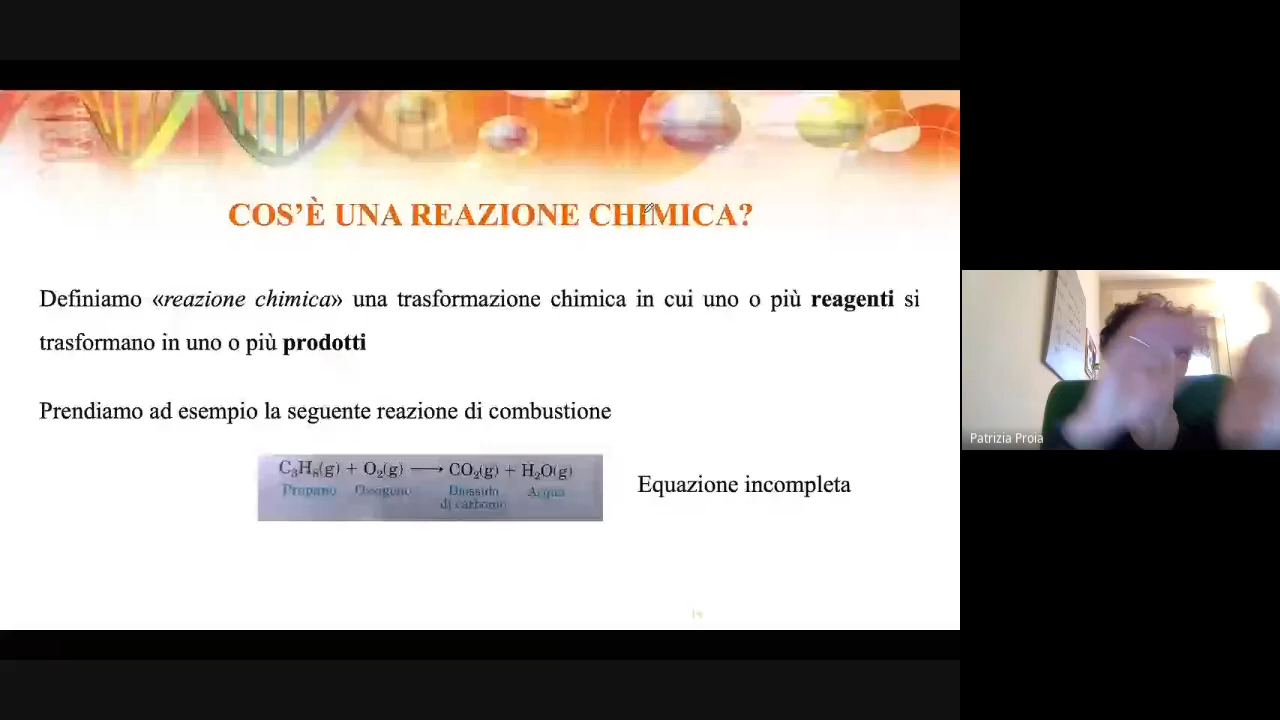 COS'È UNA REAZIONE CHIMICA?
Definiamo «reazione chimica» una trasformazione chimica in cui uno o più reagenti si
trasformano in uno o più prodotti
Prendiamo ad esempio la seguente reazione di combustione
C₃H₈(g) + O₂(g) ⟶ CO₂(g) + H₂O(g)
Propano Ossigeno Diossido Acqua
di carbonio
Equazione incompleta
Patrizia Proia